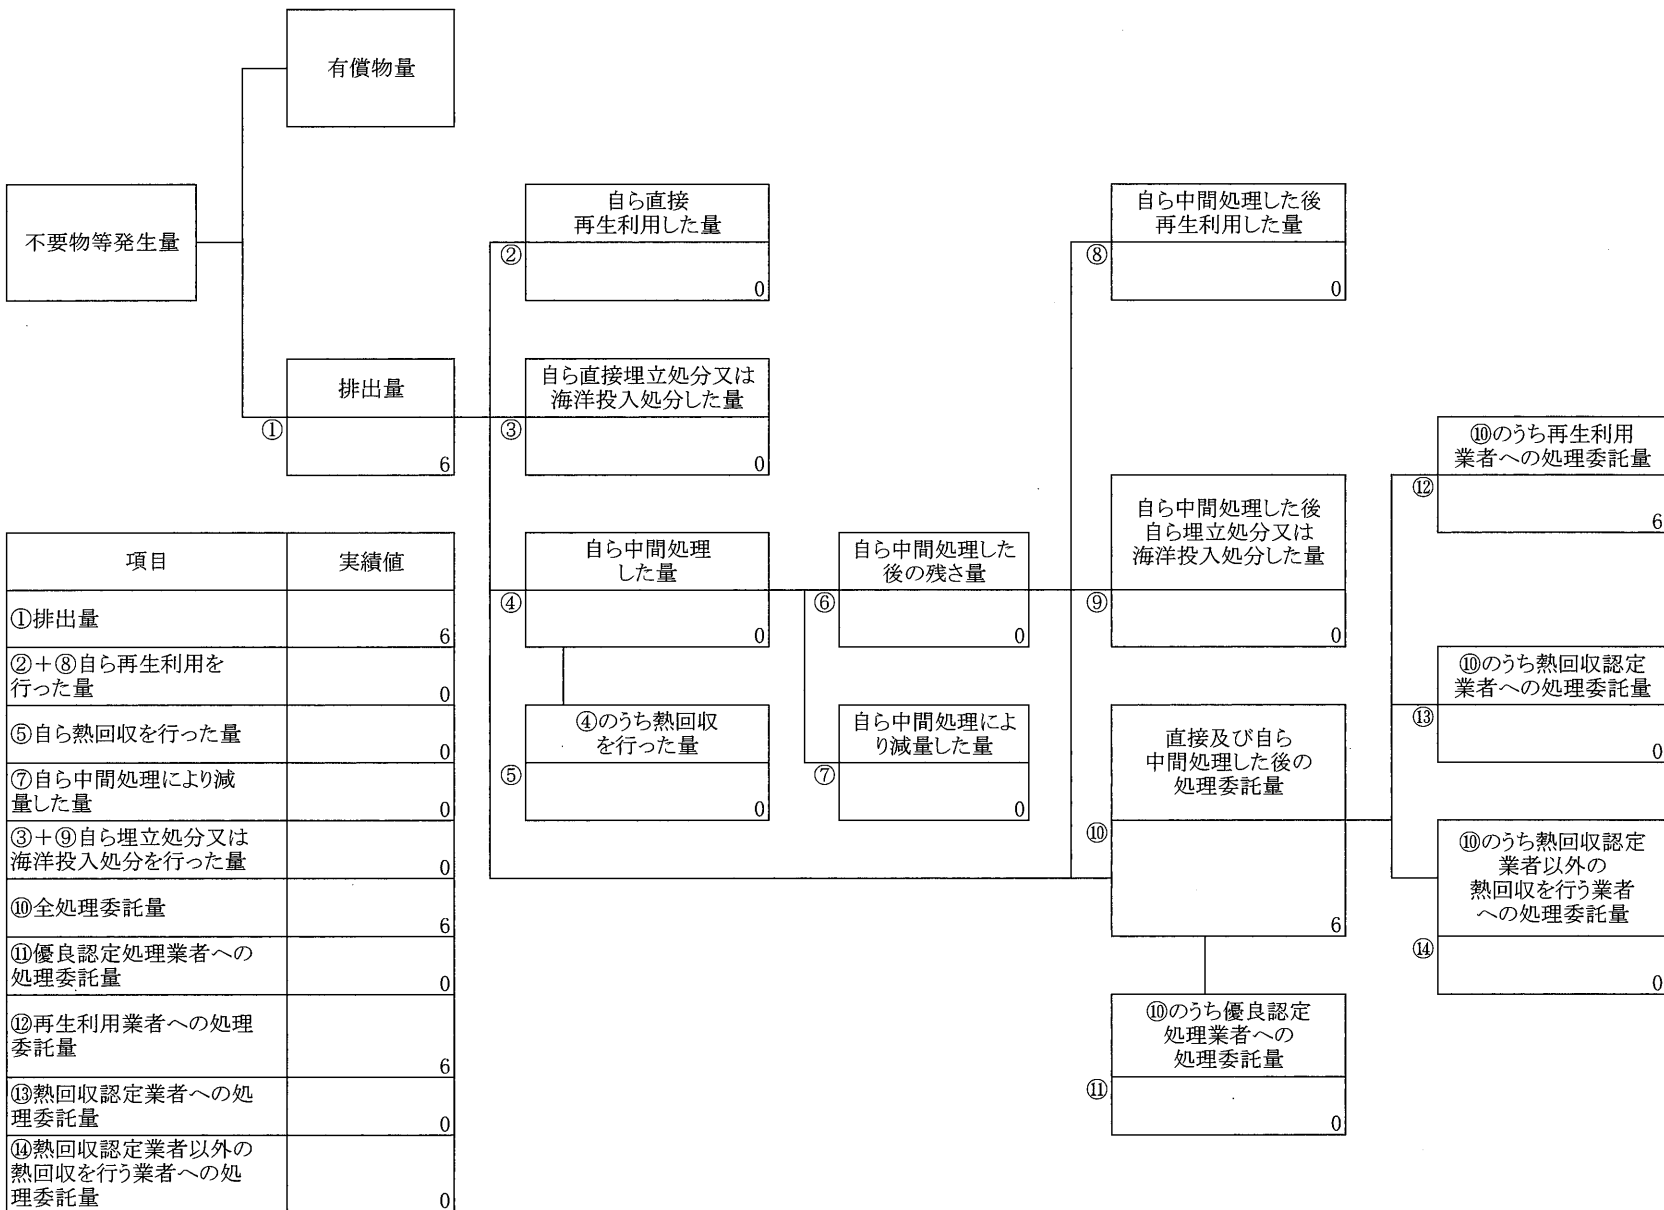 有償物量
不要物等発生量
排出量
①
6
自ら直接
再生利用した量
②
0
自ら直接埋立処分又は
海洋投入処分した量
③
0
自ら中間処理
した量
④
0
④のうち熱回収
を行った量
⑤
0
自ら中間処理した
後の残さ量
⑥
0
自ら中間処理によ
り減量した量
⑦
0
自ら中間処理した後
再生利用した量
⑧
0
自ら中間処理した後
自ら埋立処分又は
海洋投入処分した量
⑨
0
直接及び自ら
中間処理した後の
処理委託量
⑩
6
⑩のうち優良認定
処理業者への
処理委託量
⑪
0
⑩のうち再生利用
業者への処理委託量
⑫
6
⑩のうち熱回収認定
業者への処理委託量
⑬
0
⑩のうち熱回収認定
業者以外の
熱回収を行う業者
への処理委託量
⑭
0
項目 実績値
①排出量
6
②+⑧自ら再生利用を
行った量
0
⑤自ら熱回収を行った量
0
⑦自ら中間処理により減
量した量
0
③+⑨自ら埋立処分又は
海洋投入処分を行った量
0
⑩全処理委託量
6
⑪優良認定処理業者への
処理委託量
0
⑫再生利用業者への処理
委託量
6
⑬熱回収認定業者への処
理委託量
0
⑭熱回収認定業者以外の
熱回収を行う業者への処
理委託量
0